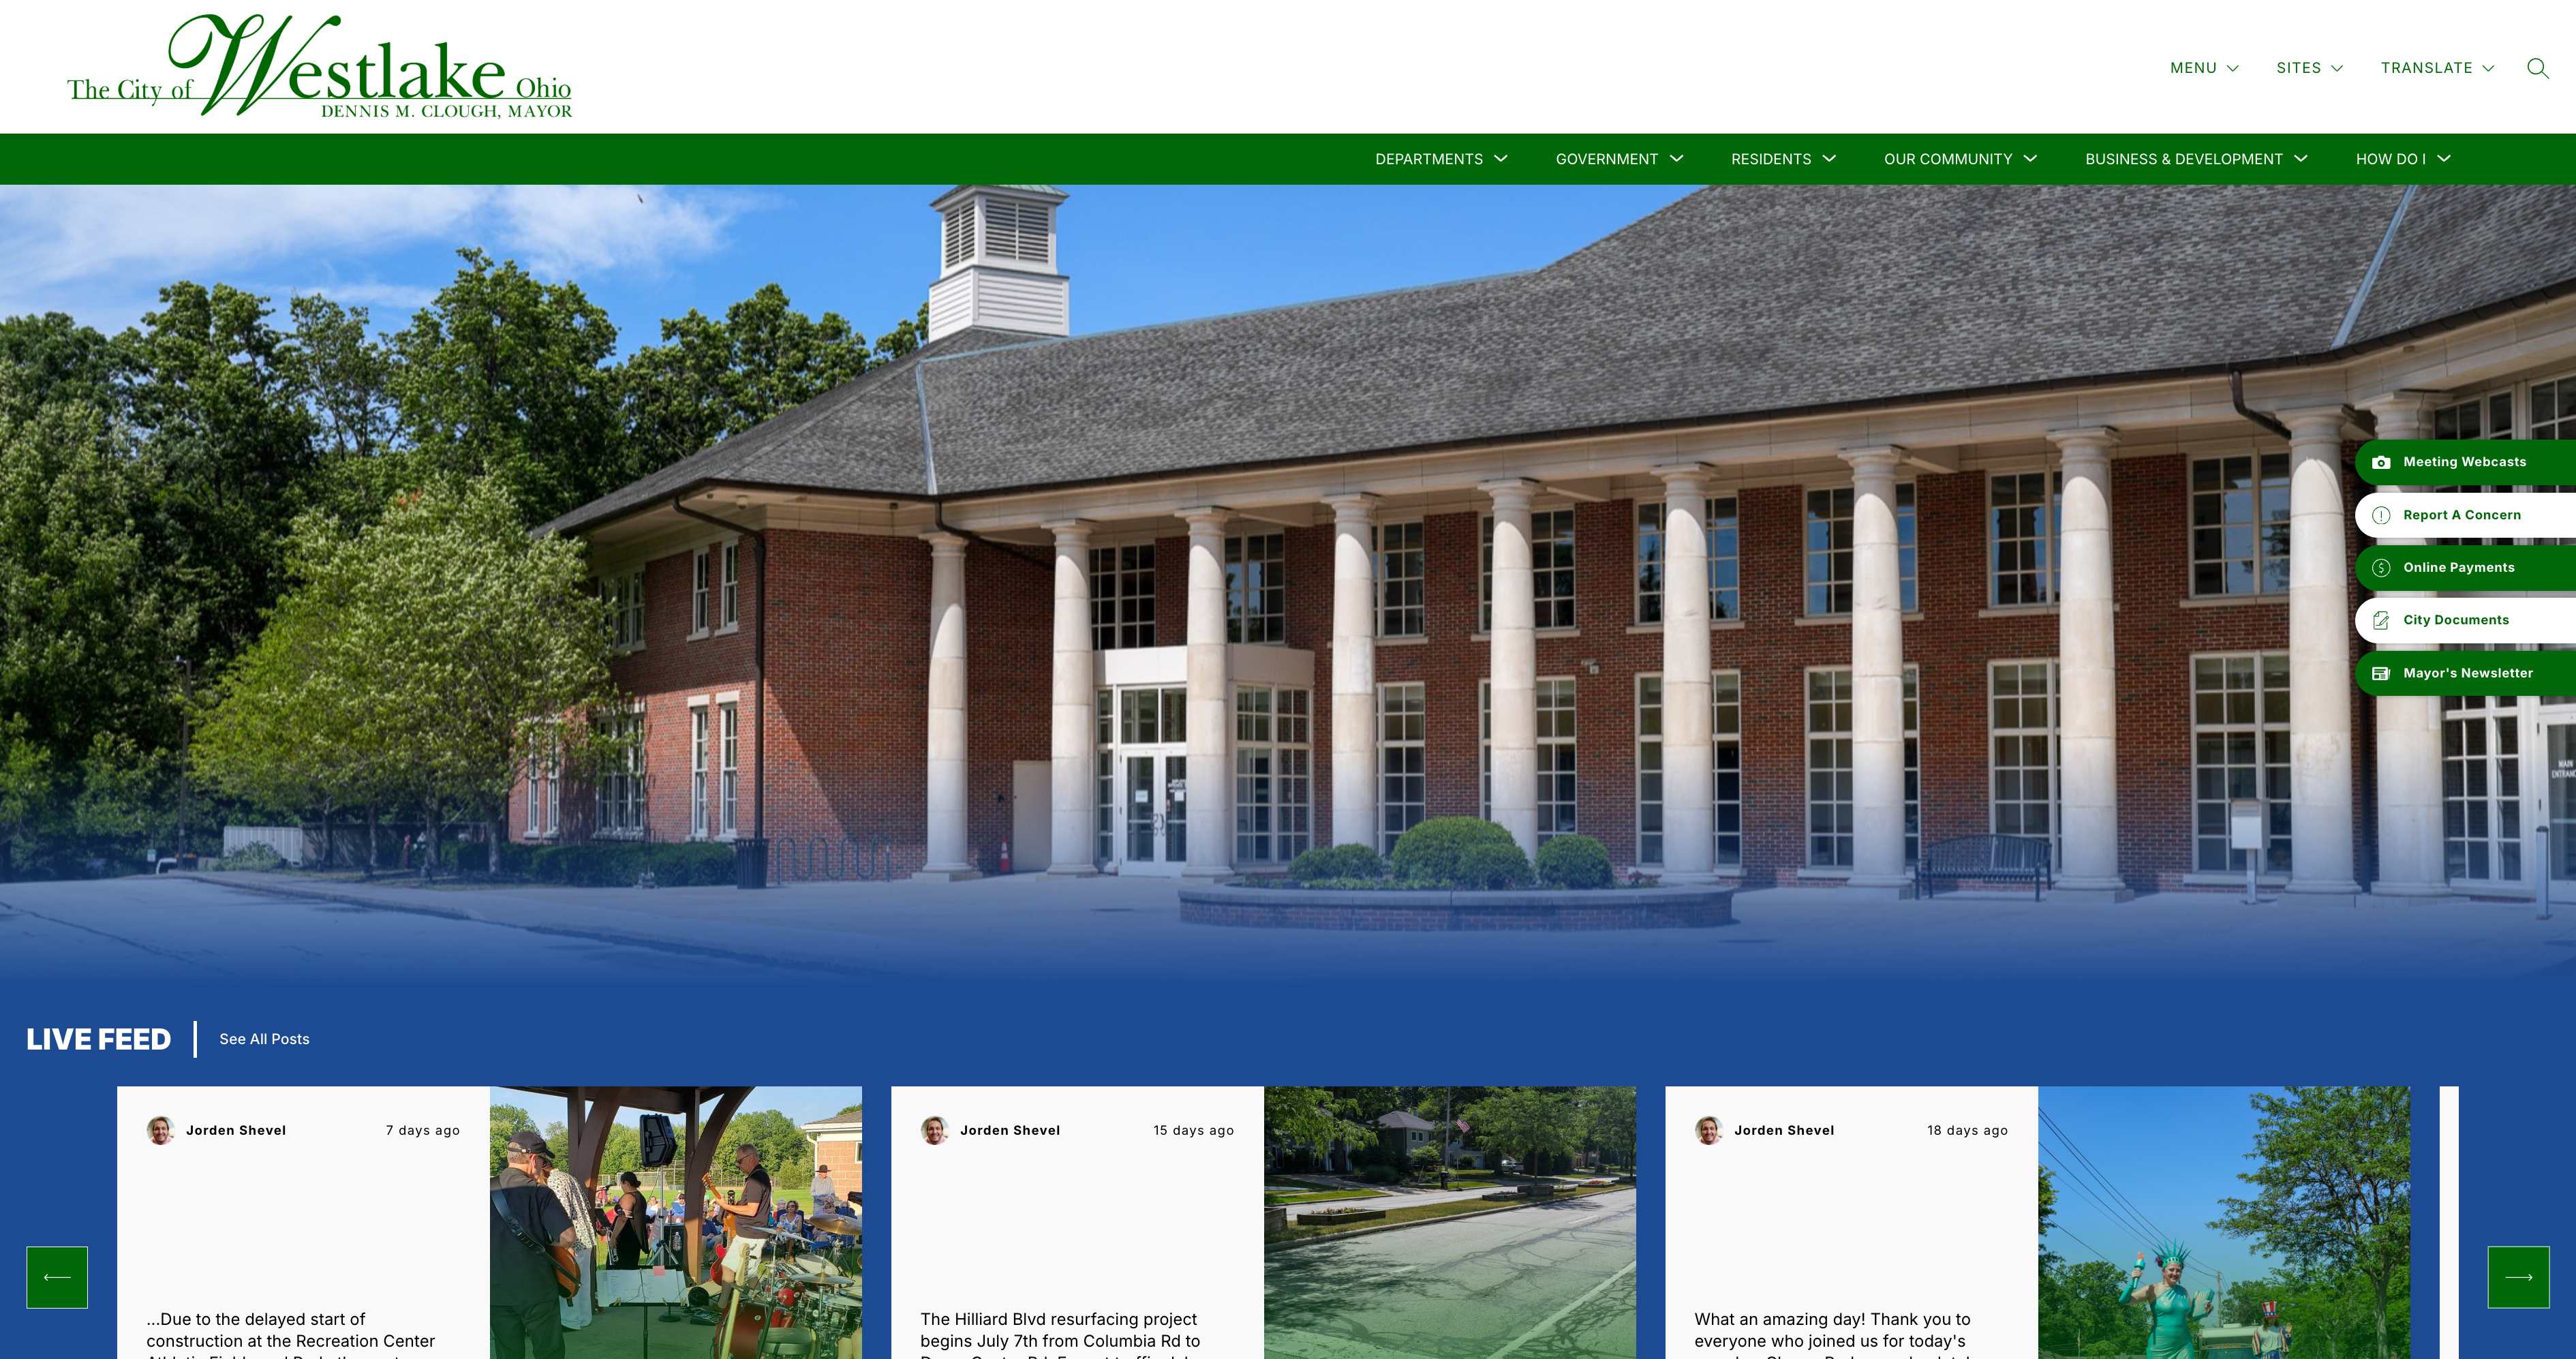 The City of Westlake Ohio
DENNIS M. CLOUGH, MAYOR
MENU
SITES
TRANSLATE
DEPARTMENTS
GOVERNMENT
RESIDENTS
OUR COMMUNITY
BUSINESS & DEVELOPMENT
HOW DO I
Meeting Webcasts
Report A Concern
Online Payments
City Documents
Mayor's Newsletter
MAIN
LIVE FEED
See All Posts
Jorden Shevel
7 days ago
...Due to the delayed start of
construction at the Recreation Center
Jorden Shevel
15 days ago
The Hilliard Blvd resurfacing project
begins July 7th from Columbia Rd to
Jorden Shevel
18 days ago
What an amazing day! Thank you to
everyone who joined us for today's